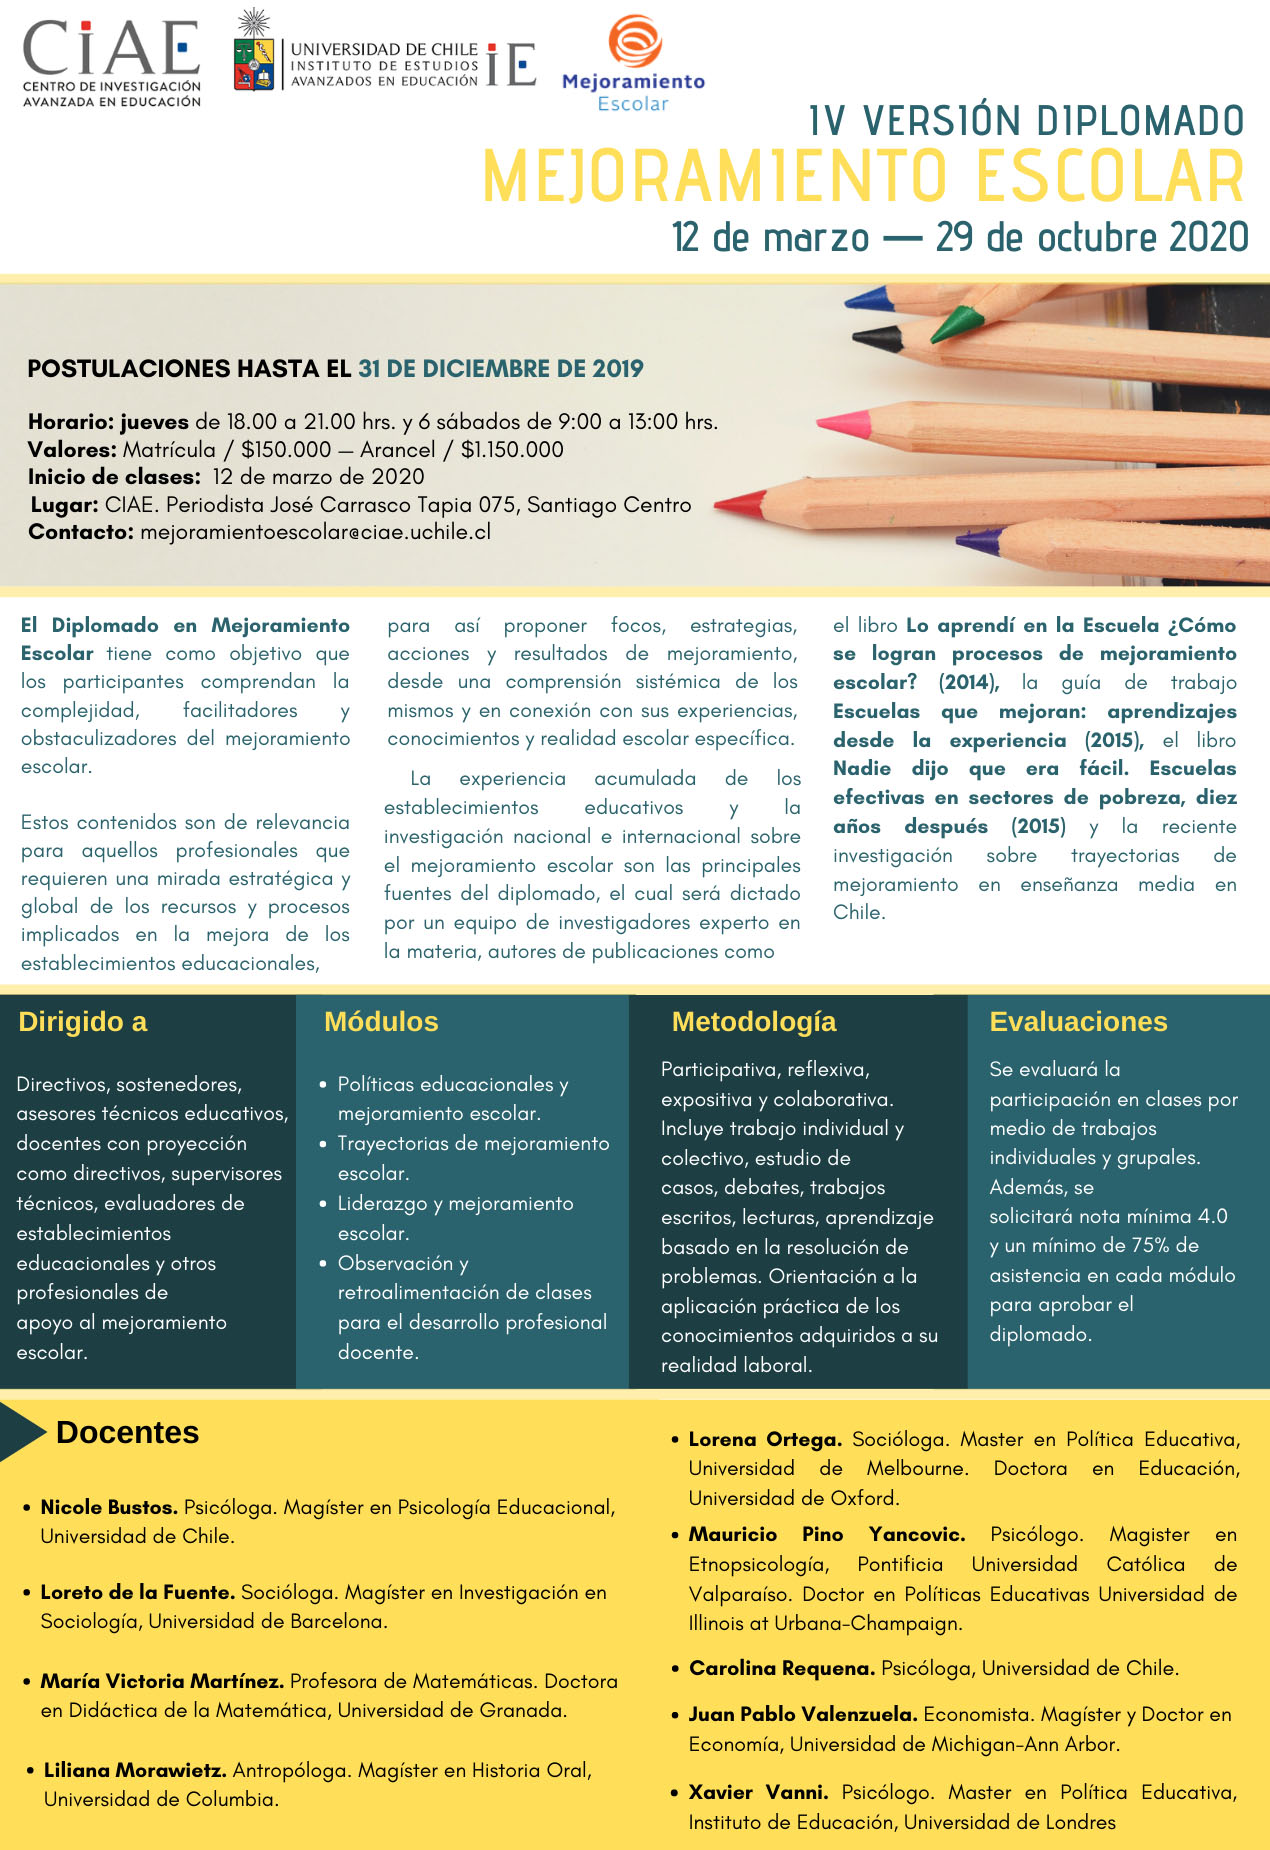 CiAE
CENTRO DE INVESTIGACIÓN
AVANZADA EN EDUCACIÓN
UNIVERSIDAD DE CHILE
INSTITUTO DE ESTUDIOS
AVANZADOS EN EDUCACIÓN
iE
Mejoramiento
Escolar
IV VERSIÓN DIPLOMADO
MEJORAMIENTO ESCOLAR
12 de marzo — 29 de octubre 2020
POSTULACIONES HASTA EL 31 DE DICIEMBRE DE 2019
Horario: jueves de 18.00 a 21.00 hrs. y 6 sábados de 9:00 a 13:00 hrs.
Valores: Matrícula / $150.000 — Arancel / $1.150.000
Inicio de clases: 12 de marzo de 2020
Lugar: CIAE. Periodista José Carrasco Tapia 075, Santiago Centro
Contacto: mejoramientoescolar@ciae.uchile.cl
El Diplomado en Mejoramiento
Escolar tiene como objetivo que
los participantes comprendan la
complejidad, facilitadores y
obstaculizadores del mejoramiento
escolar.
Estos contenidos son de relevancia
para aquellos profesionales que
requieren una mirada estratégica y
global de los recursos y procesos
implicados en la mejora de los
establecimientos educacionales,
para así proponer focos, estrategias,
acciones y resultados de mejoramiento,
desde una comprensión sistémica de los
mismos y en conexión con sus experiencias,
conocimientos y realidad escolar específica.
La experiencia acumulada de los
establecimientos educativos y la
investigación nacional e internacional sobre
el mejoramiento escolar son las principales
fuentes del diplomado, el cual será dictado
por un equipo de investigadores experto en
la materia, autores de publicaciones como
el libro Lo aprendí en la Escuela ¿Cómo
se logran procesos de mejoramiento
escolar? (2014), la guía de trabajo
Escuelas que mejoran: aprendizajes
desde la experiencia (2015), el libro
Nadie dijo que era fácil. Escuelas
efectivas en sectores de pobreza, diez
años después (2015) y la reciente
investigación sobre trayectorias de
mejoramiento en enseñanza media en
Chile.
Dirigido a
Directivos, sostenedores,
asesores técnicos educativos,
docentes con proyección
como directivos, supervisores
técnicos, evaluadores de
establecimientos
educacionales y otros
profesionales de
apoyo al mejoramiento
escolar.
Módulos
• Políticas educacionales y
mejoramiento escolar.
• Trayectorias de mejoramiento
escolar.
• Liderazgo y mejoramiento
escolar.
• Observación y
retroalimentación de clases
para el desarrollo profesional
docente.
Metodología
Participativa, reflexiva,
expositiva y colaborativa.
Incluye trabajo individual y
colectivo, estudio de
casos, debates, trabajos
escritos, lecturas, aprendizaje
basado en la resolución de
problemas. Orientación a la
aplicación práctica de los
conocimientos adquiridos a su
realidad laboral.
Evaluaciones
Se evaluará la
participación en clases por
medio de trabajos
individuales y grupales.
Además, se
solicitará nota mínima 4.0
y un mínimo de 75% de
asistencia en cada módulo
para aprobar el
diplomado.
Docentes
• Nicole Bustos. Psicóloga. Magíster en Psicología Educacional,
Universidad de Chile.
• Loreto de la Fuente. Socióloga. Magíster en Investigación en
Sociología, Universidad de Barcelona.
• María Victoria Martínez. Profesora de Matemáticas. Doctora
en Didáctica de la Matemática, Universidad de Granada.
• Liliana Morawietz. Antropóloga. Magíster en Historia Oral,
Universidad de Columbia.
• Lorena Ortega. Socióloga. Master en Política Educativa,
Universidad de Melbourne. Doctora en Educación,
Universidad de Oxford.
• Mauricio Pino Yancovic. Psicólogo. Magister en
Etnopsicología, Pontificia Universidad Católica de
Valparaíso. Doctor en Políticas Educativas Universidad de
Illinois at Urbana-Champaign.
• Carolina Requena. Psicóloga, Universidad de Chile.
• Juan Pablo Valenzuela. Economista. Magíster y Doctor en
Economía, Universidad de Michigan-Ann Arbor.
• Xavier Vanni. Psicólogo. Master en Política Educativa,
Instituto de Educación, Universidad de Londres